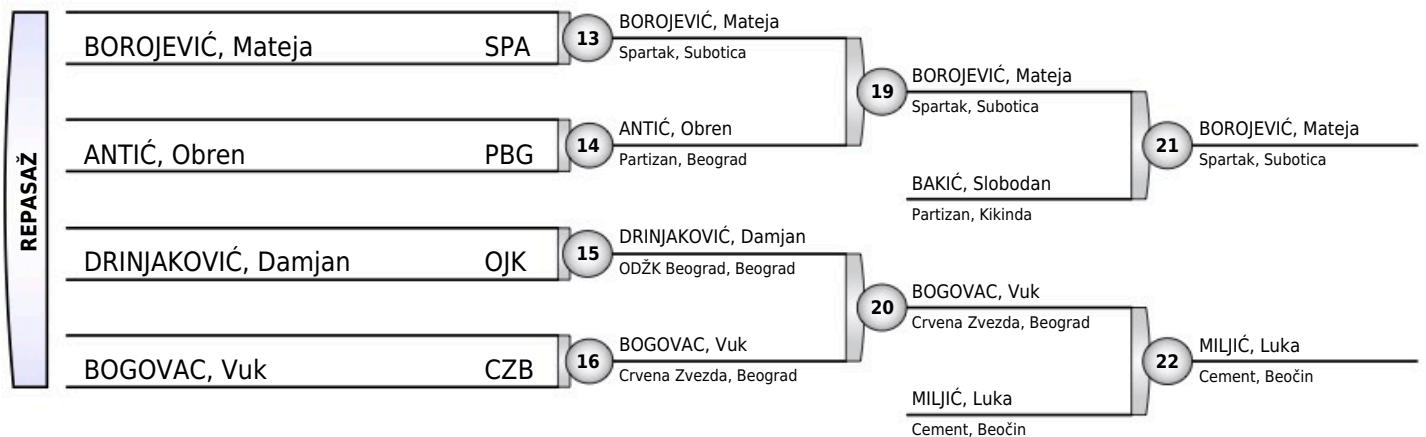 REPASAŽ
BOROJEVIĆ, Mateja SPA
ANTIĆ, Obren PBG
DRINJAKOVIĆ, Damjan OJK
BOGOVAC, Vuk CZB
13
BOROJEVIĆ, Mateja
Spartak, Subotica
14
ANTIĆ, Obren
Partizan, Beograd
15
DRINJAKOVIĆ, Damjan
ODŽK Beograd, Beograd
16
BOGOVAC, Vuk
Crvena Zvezda, Beograd
19
BOROJEVIĆ, Mateja
Spartak, Subotica
BAKIĆ, Slobodan
Partizan, Kikinda
20
BOGOVAC, Vuk
Crvena Zvezda, Beograd
MILJIĆ, Luka
Cement, Beočin
21
BOROJEVIĆ, Mateja
Spartak, Subotica
22
MILJIĆ, Luka
Cement, Beočin